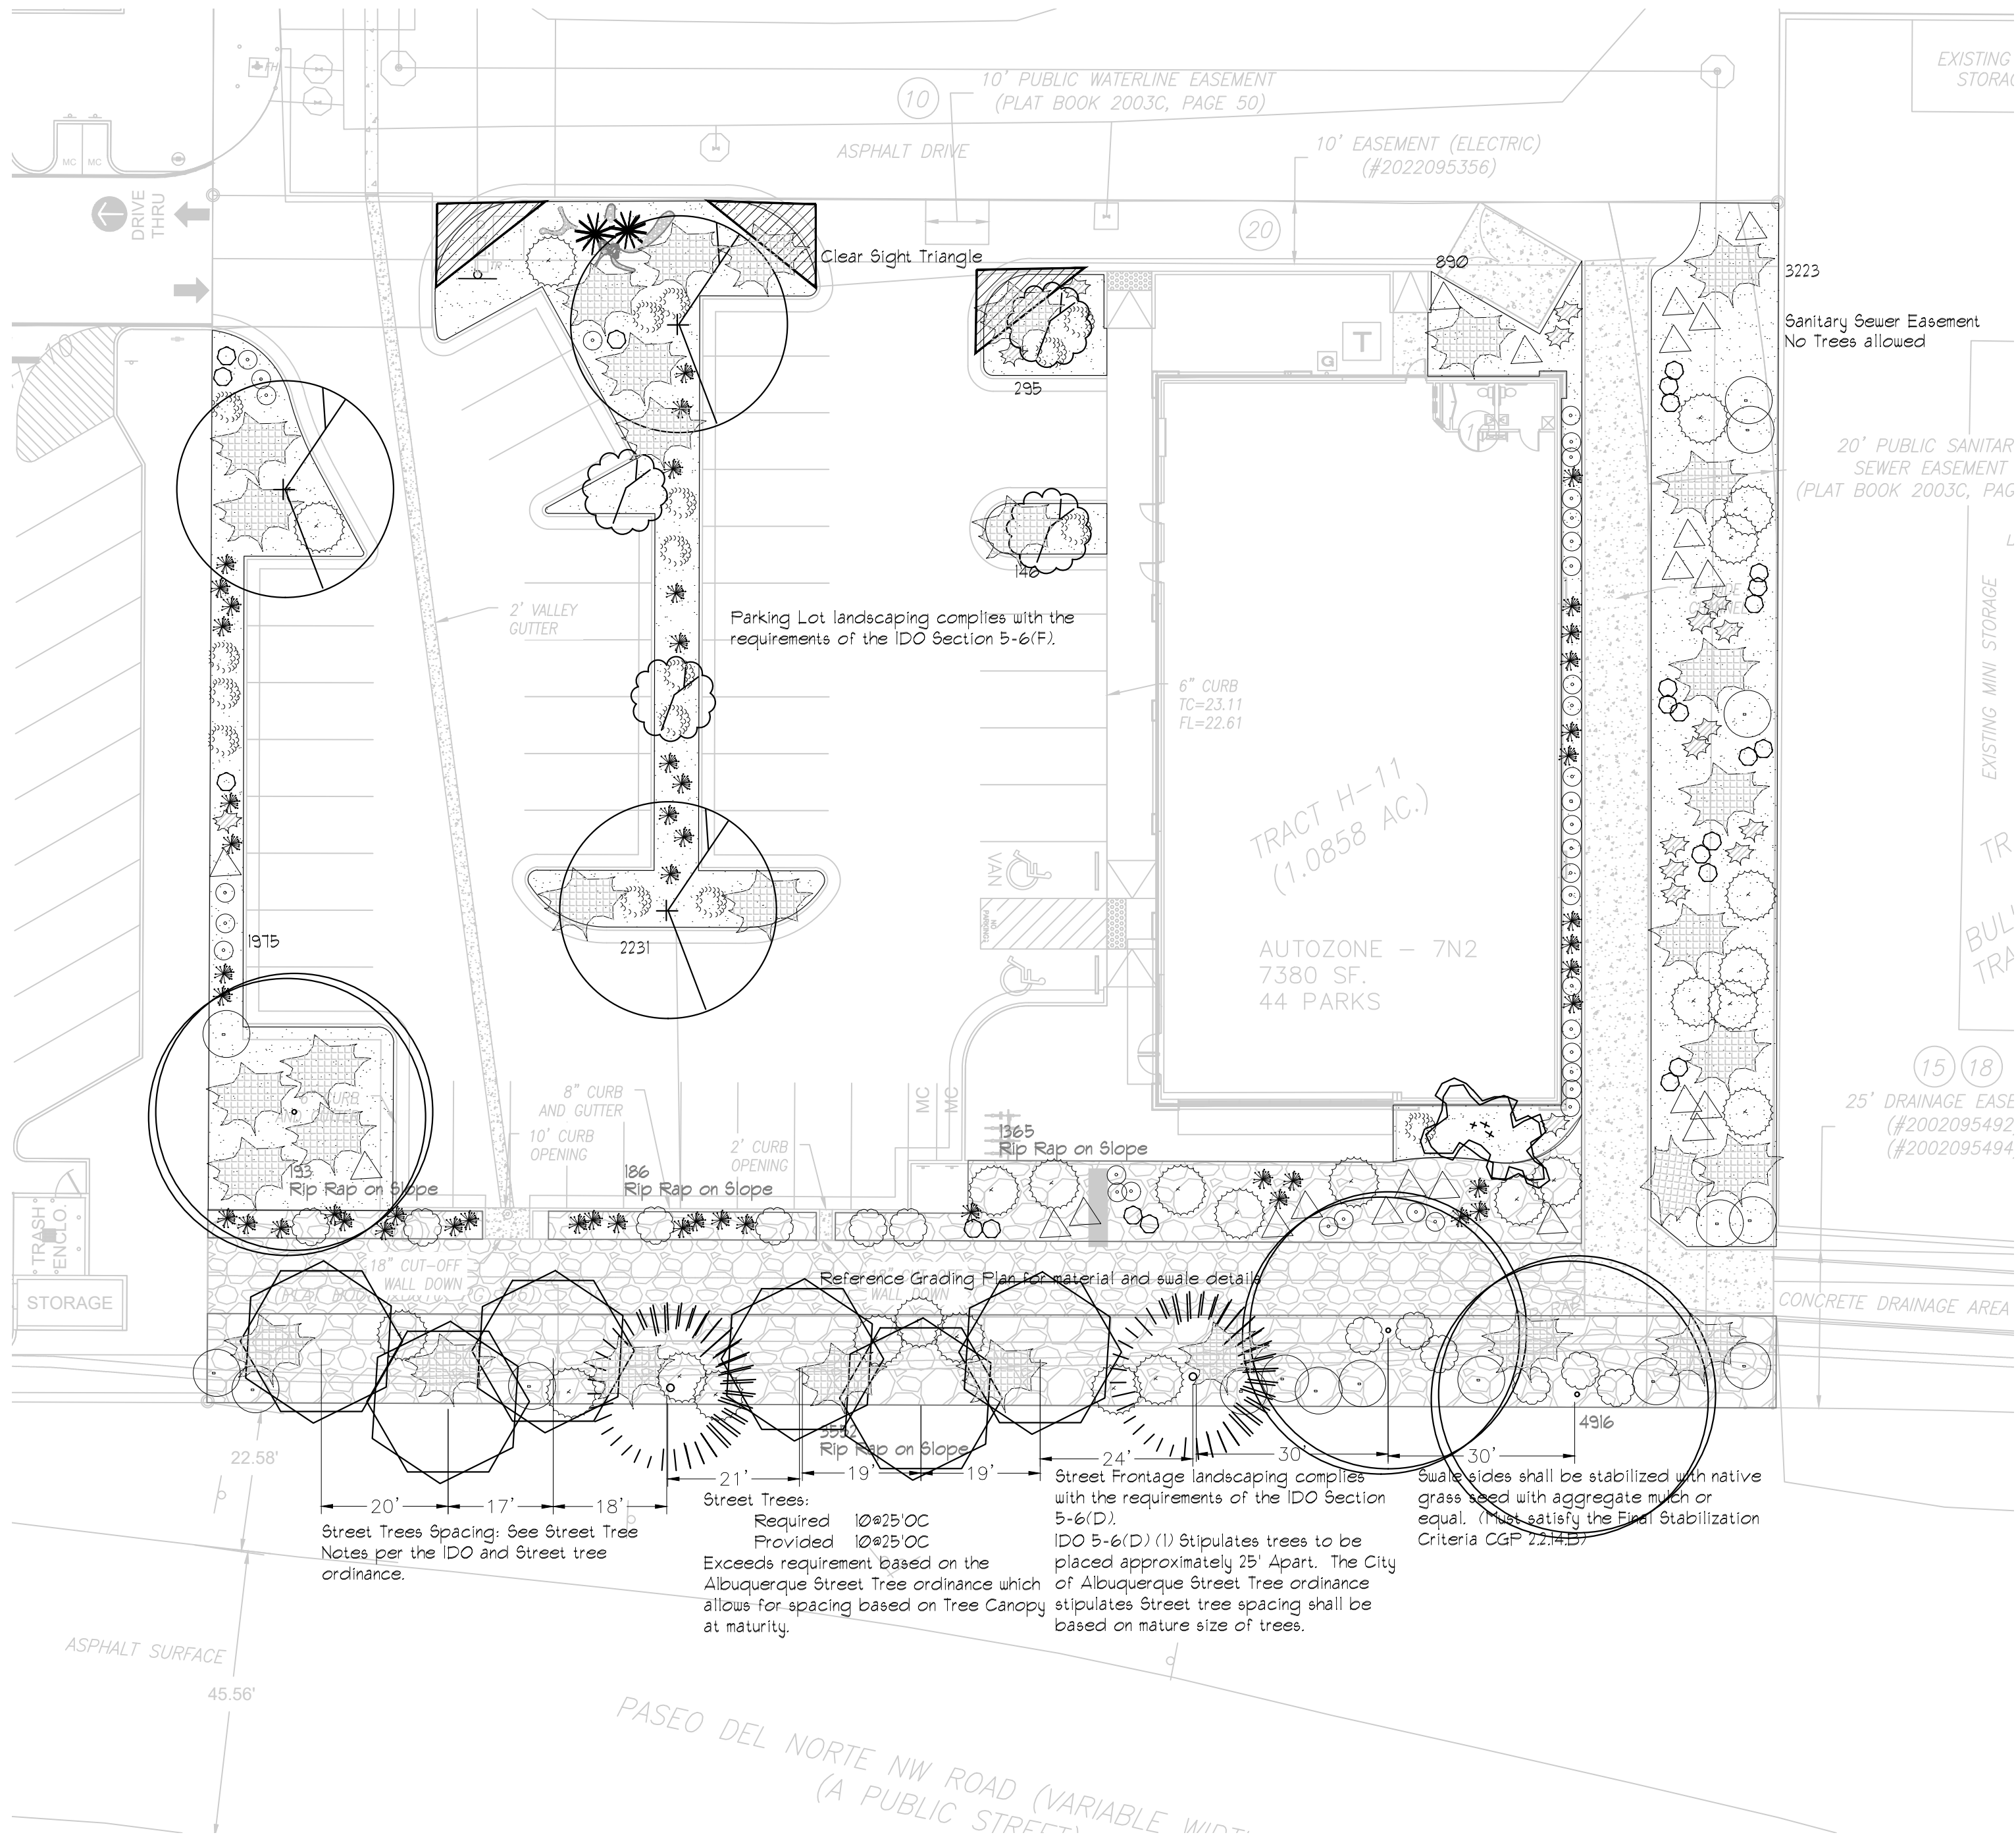 EXISTING
10' PUBLIC WATERLINE EASEMENT
10
(PLAT BOOK 2003C, PAGE 50)
FH
10' EASEMENT (ELECTRIC)
(#2022095356)
ASPHALT DRIVE
MC
MC
DRIVE
THRU
20
Clear Sight Triangle
890
3223
Sanitary Sewer Easement
No Trees allowed
T
G
295
20' PUBLIC SANITAR
SEWER EASEMENT
(PLAT BOOK 2003C, PAG
146
2' VALLEY
GUTTER
Parking Lot landscaping complies with the
requirements of the IDO Section 5-6(F).
EXISTING MINI STORAGE
6" CURB
TC=23.11
FL=22.61
TRACT H-11
(1.0858 AC.)
VAN
NO
PARKING
1975
2231
AUTOZONE - 7N2
7380 SF.
44 PARKS
15
18
8" CURB
AND GUTTER
MC
MC
25' DRAINAGE EASE
(#2002095492
(#2002095494
10' CURB
OPENING
2' CURB
OPENING
1365
Rip Rap on Slope
193
Rip Rap on Slope
186
Rip Rap on Slope
TRASH
ENCLO.
18" CUT-OFF
WALL DOWN
Reference Grading Plan for material and swale details
WALL DOWN
STORAGE
CONCRETE DRAINAGE AREA
3552
Rip Rap on Slope
4916
22.58'
20'
17'
18'
21'
19'
19'
24'
30'
30'
Street Trees Spacing: See Street Tree
Notes per the IDO and Street tree
ordinance.
Street Trees:
Required 10@25'OC
Provided 10@25'OC
Exceeds requirement based on the
Albuquerque Street Tree ordinance which
allows for spacing based on Tree Canopy
at maturity.
Street Frontage landscaping complies
with the requirements of the IDO Section
5-6(D).
IDO 5-6(D) (1) Stipulates trees to be
placed approximately 25' Apart. The City
of Albuquerque Street Tree ordinance
stipulates Street tree spacing shall be
based on mature size of trees.
Swale sides shall be stabilized with native
grass seed with aggregate mulch or
equal. (Must satisfy the Final Stabilization
Criteria CGP 2.2.14.B)
ASPHALT SURFACE
45.56'
PASEO DEL NORTE NW ROAD (VARIABLE WIDT
(A PUBLIC STREET)